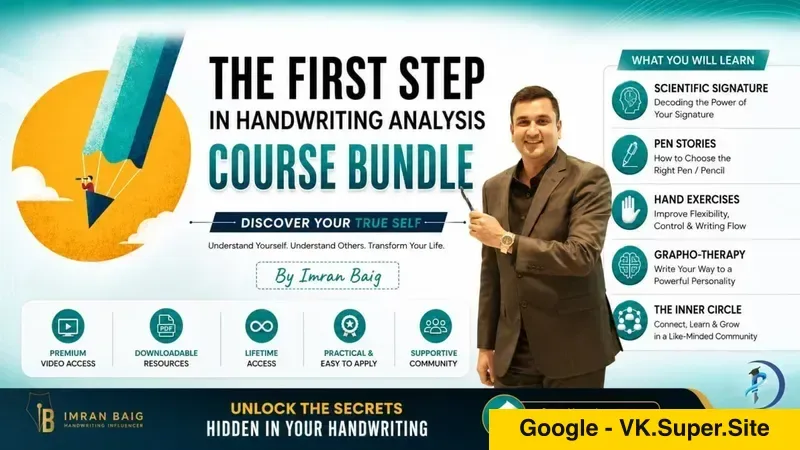 THE FIRST STEP
IN HANDWRITING ANALYSIS
COURSE BUNDLE
DISCOVER YOUR TRUE SELF
Understand Yourself. Understand Others. Transform Your Life.
By Imran Baig
PREMIUM
VIDEO ACCESS
PDF
DOWNLOADABLE
RESOURCES
LIFETIME
ACCESS
PRACTICAL &
EASY TO APPLY
SUPPORTIVE
COMMUNITY
WHAT YOU WILL LEARN
SCIENTIFIC SIGNATURE
Decoding the Power of
Your Signature
PEN STORIES
How to Choose the
Right Pen / Pencil
HAND EXERCISES
Improve Flexibility,
Control & Writing Flow
GRAPHO-THERAPY
Write Your Way to a
Powerful Personality
THE INNER CIRCLE
Connect, Learn & Grow
in a Like-Minded Community
IB
IMRAN BAIG
HANDWRITING INFLUENCER
UNLOCK THE SECRETS
HIDDEN IN YOUR HANDWRITING
Google - VK.Super.Site